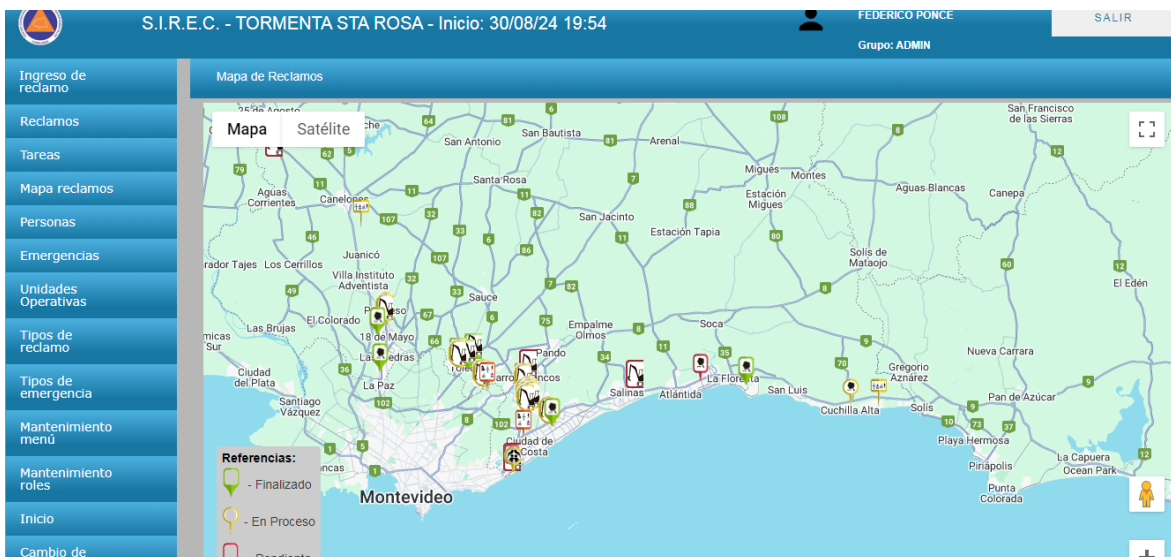 S.I.R.E.C. - TORMENTA STA ROSA - Inicio: 30/08/24 19:54
FEDERICO PONCE
Grupo: ADMIN
SALIR
Ingreso de
reclamo
Reclamos
Tareas
Mapa reclamos
Personas
Emergencias
Unidades
Operativas
Tipos de
reclamo
Tipos de
emergencia
Mantenimiento
menú
Mantenimiento
roles
Inicio
Cambio de
Mapa de Reclamos
Mapa
Satélite
25 de Agosto
San Antonio
San Bautista
Arenal
San Francisco
de las Sierras
Migues
Montes
Santa Rosa
Aguas
Corrientes
Canelones
Estación
Migues
Aguas Blancas
Canepa
San Jacinto
Estación Tapia
Juanicó
Los Cerrillos
Villa Instituto
Adventista
Solís de
Mataojo
El Edén
Sauce
Las Brujas
El Colorado
18 de Mayo
Empalme
Olmos
Soca
Pando
Nueva Carrara
Ciudad
del Plata
La Paz
Salinas
Atlántida
La Floresta
San Luis
Gregorio
Aznárez
Cuchilla Alta
Solís
Pan de Azúcar
Santiago
Vázquez
Ciudad de
la Costa
Playa Hermosa
Piriápolis
La Capuera
Ocean Park
Punta
Colorada
Montevideo
Referencias:
- Finalizado
- En Proceso
- Pendiente